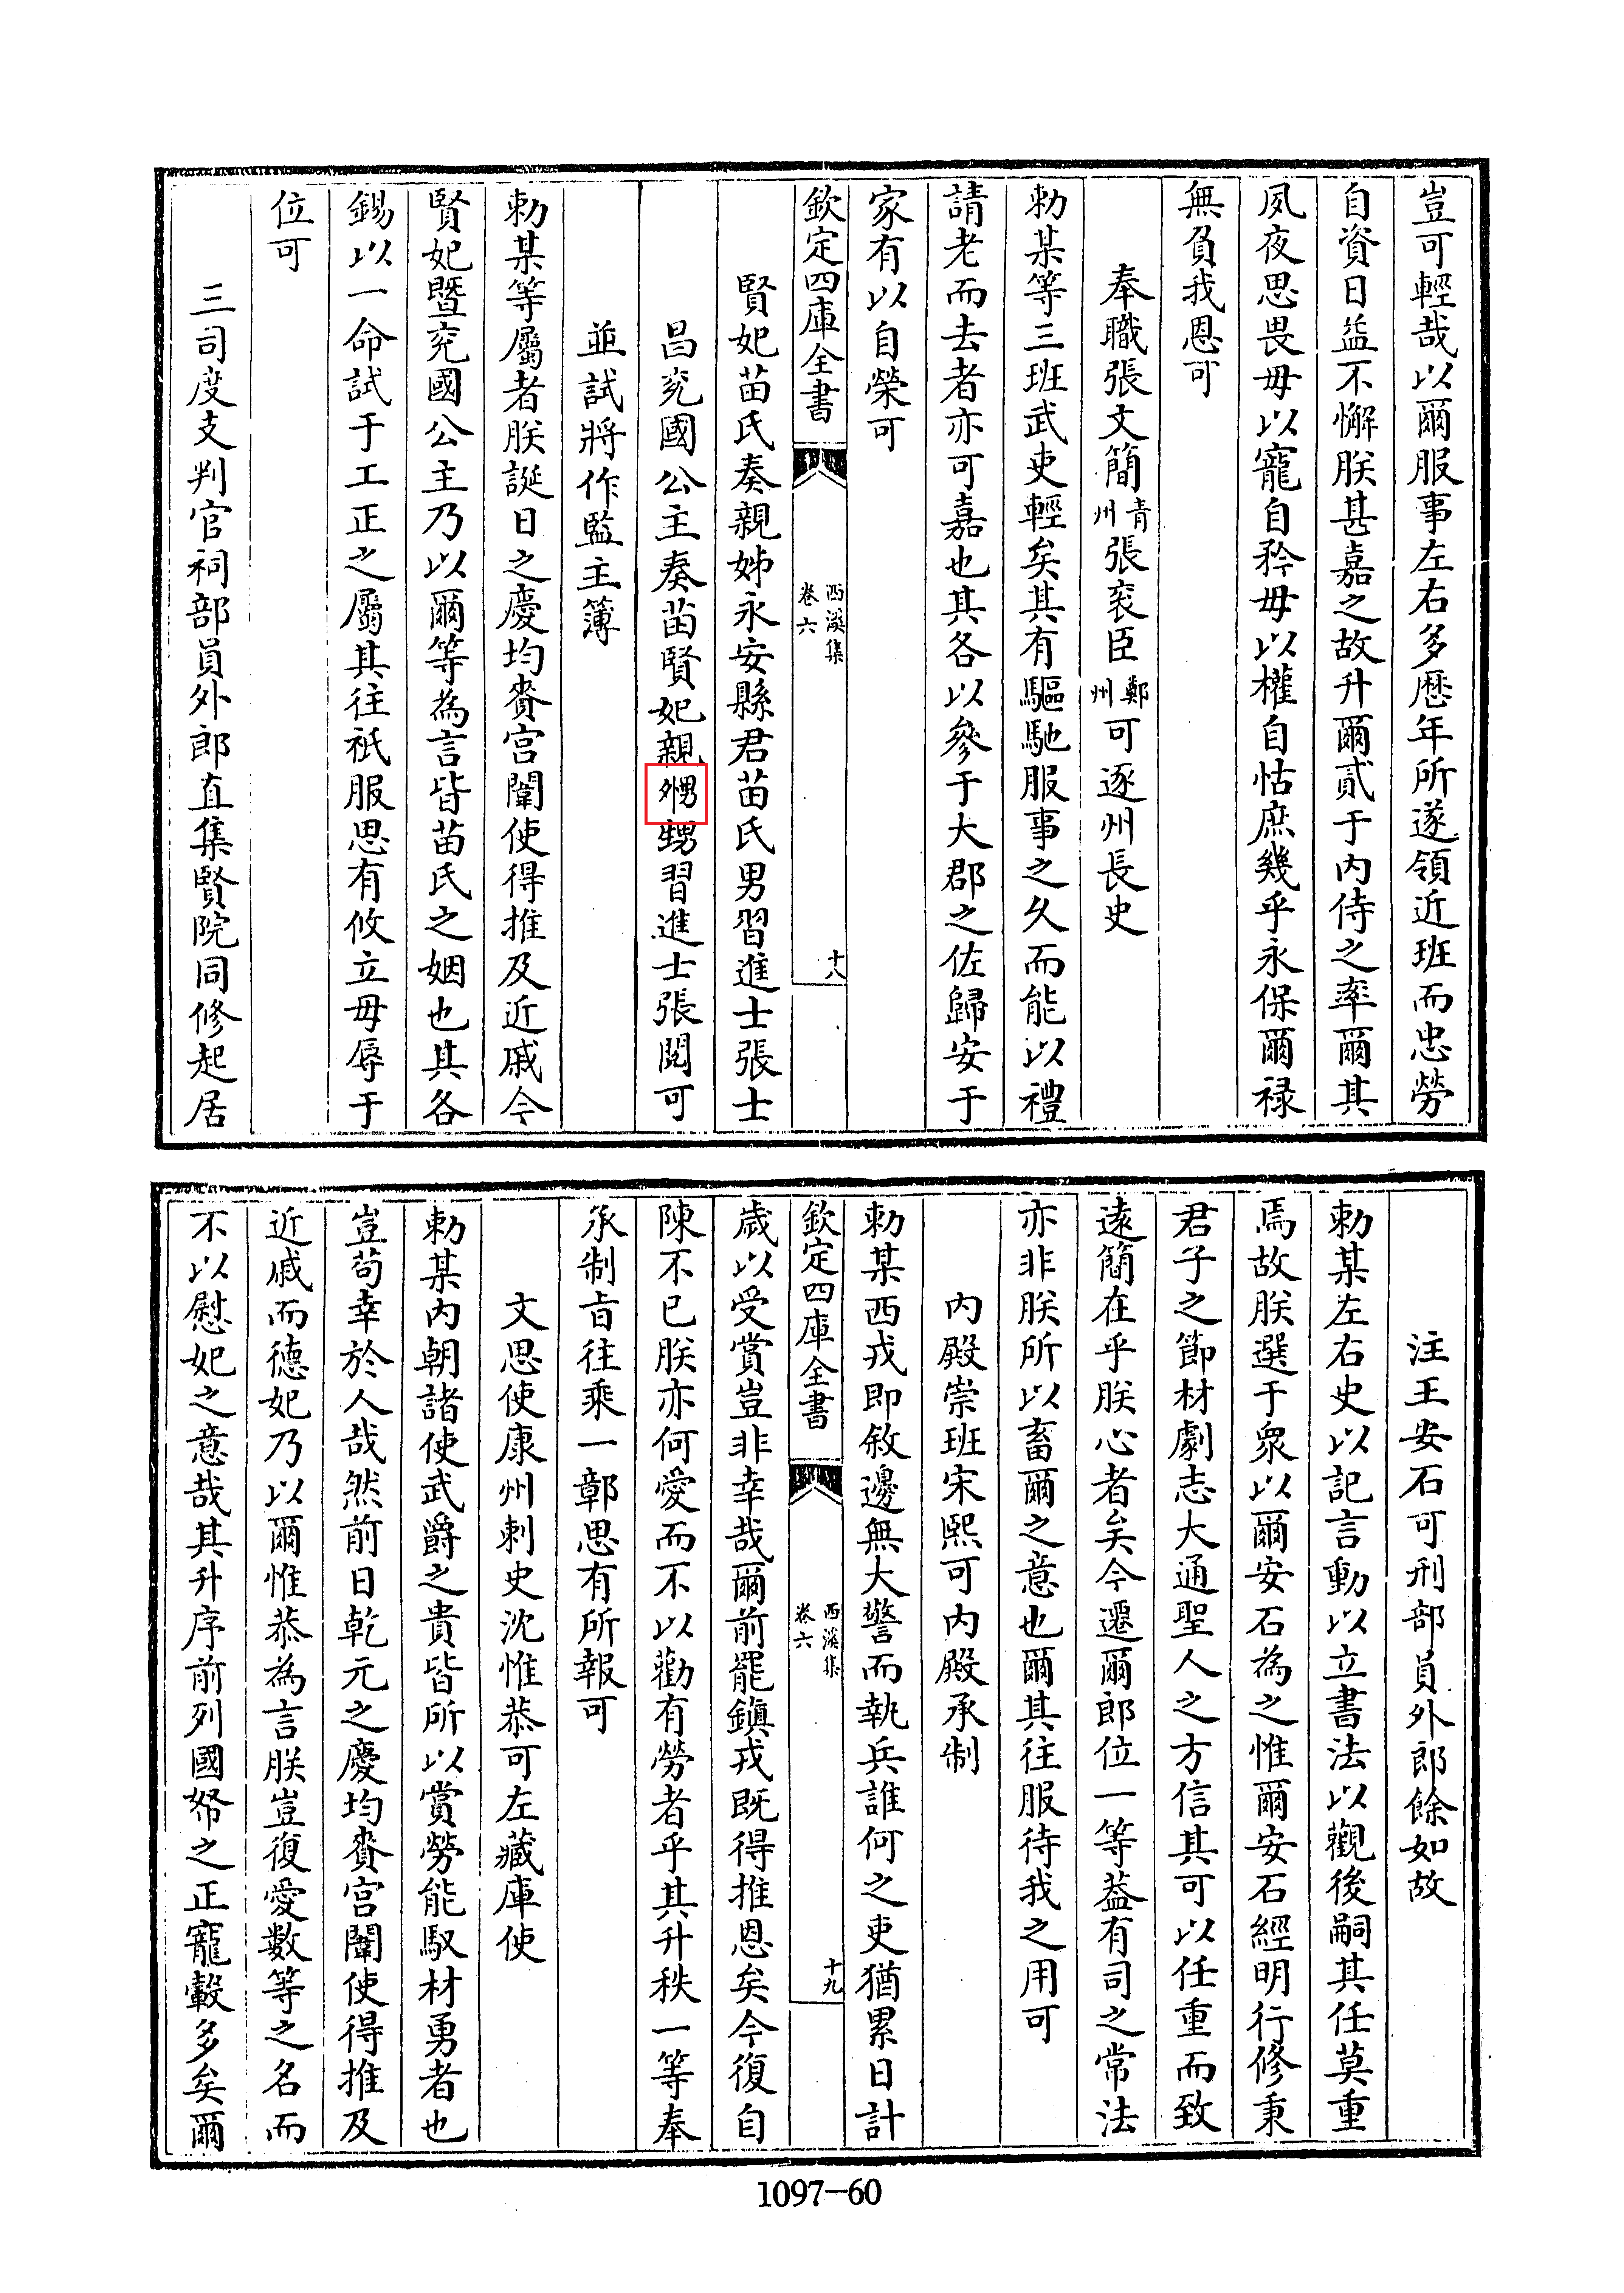 豈可輕哉以爾服事左右多歷年所遂領近班而忠勞
自資日益不懈朕甚嘉之故升爾貳于内侍之率爾其
夙夜思畏毋以寵自矜毋以權自怙庶幾乎永保爾禄
無負我恩可
奉職張文簡青州張衮臣鄭州可逐州長史
勅某等三班武吏輕矣其有驅馳服事之久而能以禮
請老而去者亦可嘉也其各以參于大郡之佐歸安于
家有以自榮可
欽定四庫全書
西溪集
卷六
十八
賢妃苗氏奏親姊永安縣君苗氏男習進士張士
昌兖國公主奏苗賢妃親外男甥習進士張閲可
並試將作監主簿
勅某等屬者朕誕日之慶均賚宫闈使得推及近戚今
賢妃暨兖國公主乃以爾等為言皆苗氏之姻也其各
錫以一命試于工正之屬其往祇服思有攸立毋辱于
位可
三司度支判官祠部員外郎直集賢院同修起居
注王安石可刑部員外郎餘如故
勅某左右史以記言動以立書法以觀後嗣其任莫重
焉故朕選于衆以爾安石為之惟爾安石經明行修秉
君子之節材劇志大通聖人之方信其可以任重而致
逺簡在乎朕心者矣今遷爾郎位一等葢有司之常法
亦非朕所以畜爾之意也爾其往服待我之用可
内殿崇班宋熙可内殿承制
勅某西戎即敘邊無大警而執兵誰何之吏猶累日計
歲以受賞豈非幸哉爾前罷鎮戎既得推恩矣今復自
陳不已朕亦何愛而不以勸有勞者乎其升秩一等奉
承制㫖往乘一鄣思有所報可
文思使康州刺史沈惟恭可左藏庫使
勅某内朝諸使武爵之貴皆所以賞勞能馭材勇者也
豈苟幸於人哉然前日乾元之慶均賚宫闈使得推及
近戚而德妃乃以爾惟恭為言朕豈復愛數等之名而
不以慰妃之意哉其升序前列國帑之正寵轂多矣爾
欽定四庫全書
西溪集
卷六
十九
1097-60